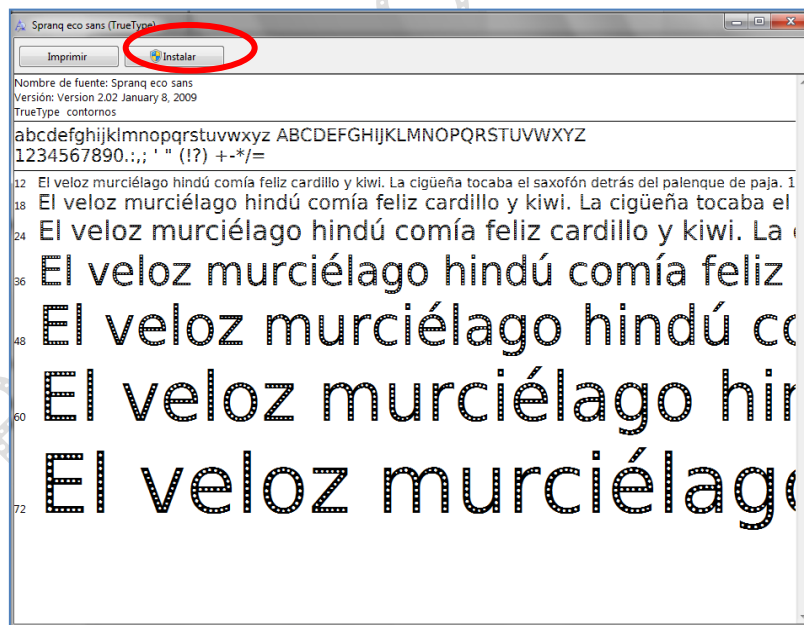 Spranq eco sans (TrueType)
Imprimir Instalar
Nombre de fuente: Spranq eco sans
Versión: Version 2.02 January 8, 2009
TrueType contornos
abcdefghijklmnopqrstuvwxyz ABCDEFGHIJKLMNOPQRSTUVWXYZ
1234567890.:,; ' " (!?) +-*/=
12 El veloz murciélago hindú comía feliz cardillo y kiwi. La cigüeña tocaba el saxofón detrás del palenque de paja. 1
18 El veloz murciélago hindú comía feliz cardillo y kiwi. La cigüeña tocaba el
24 El veloz murciélago hindú comía feliz cardillo y kiwi. La
36 El veloz murciélago hindú comía feliz
48 El veloz murciélago hindú co
60 El veloz murciélago hin
72 El veloz murciélag